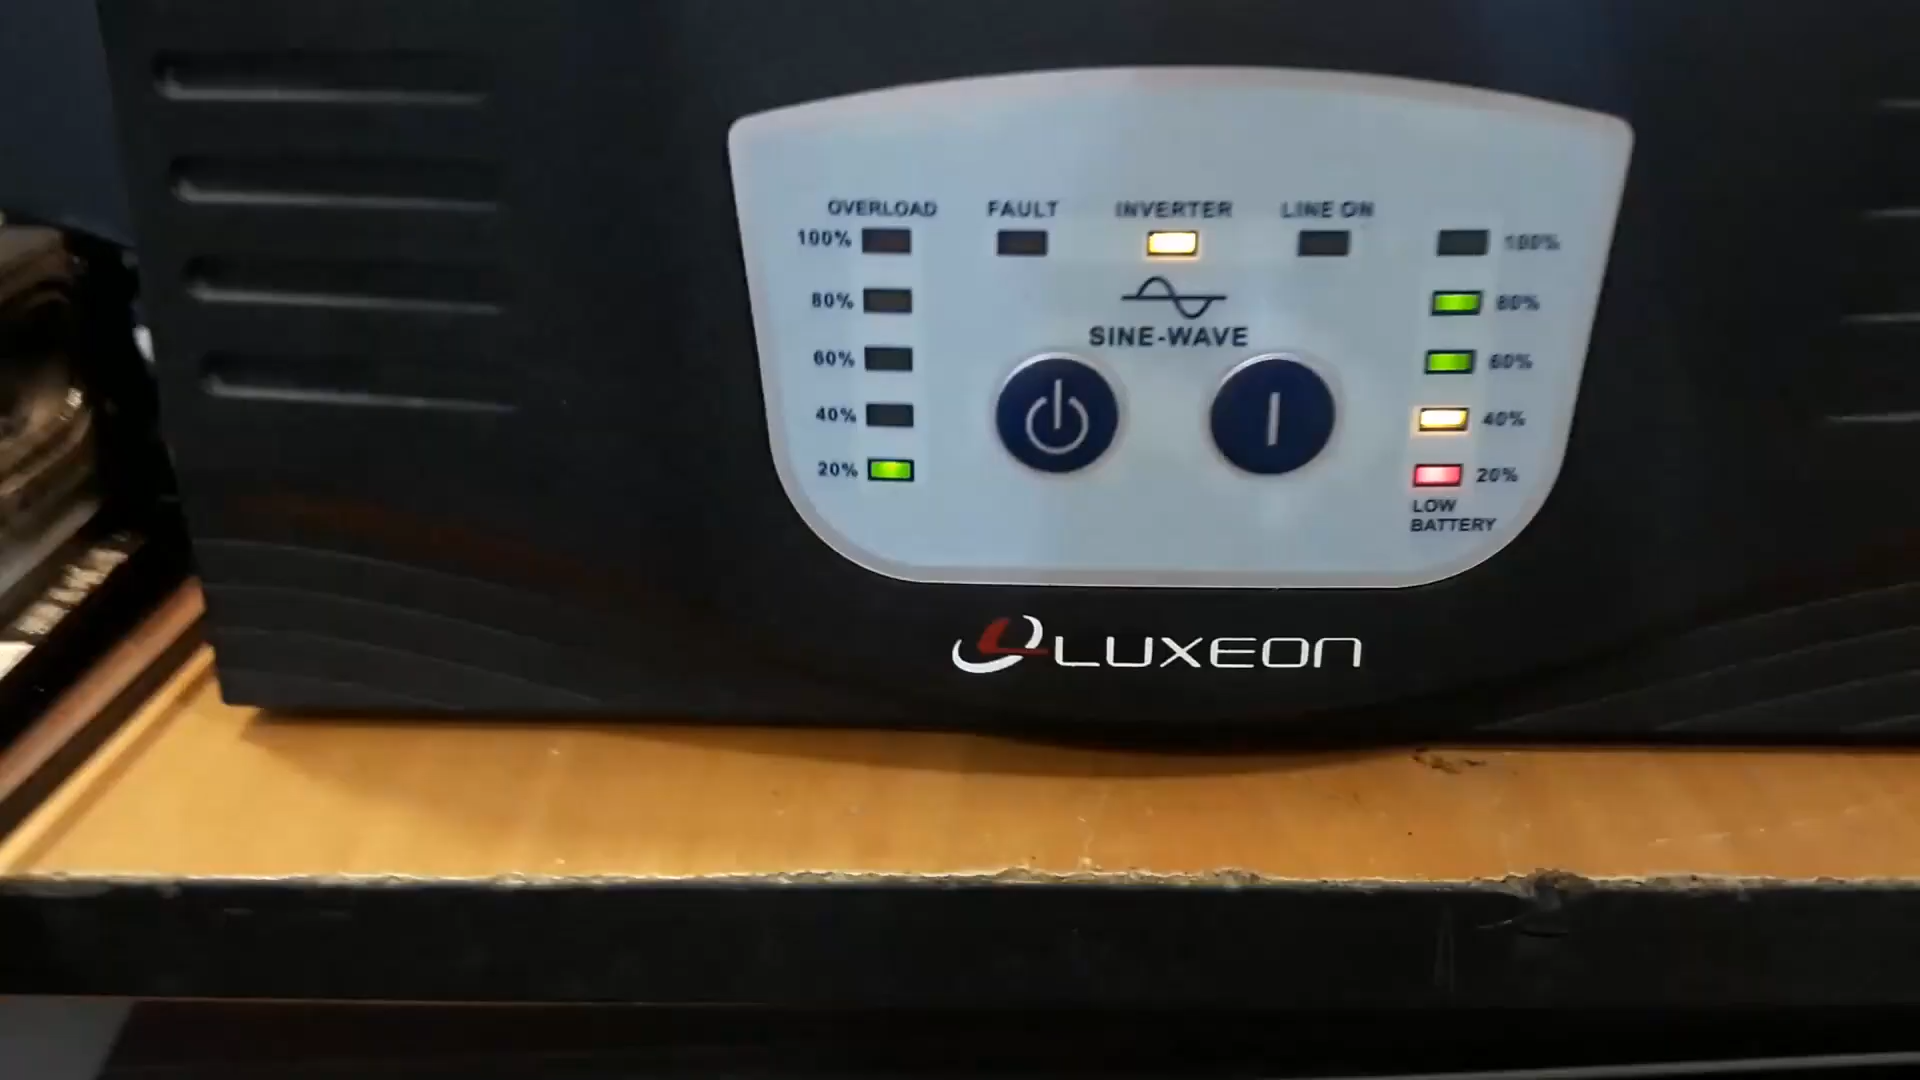 OVERLOAD FAULT INVERTER LINE ON
100% 100%
80% 80%
SINE-WAVE
60% 60%
40% 40%
20% 20%
LOW
BATTERY
LUXEON